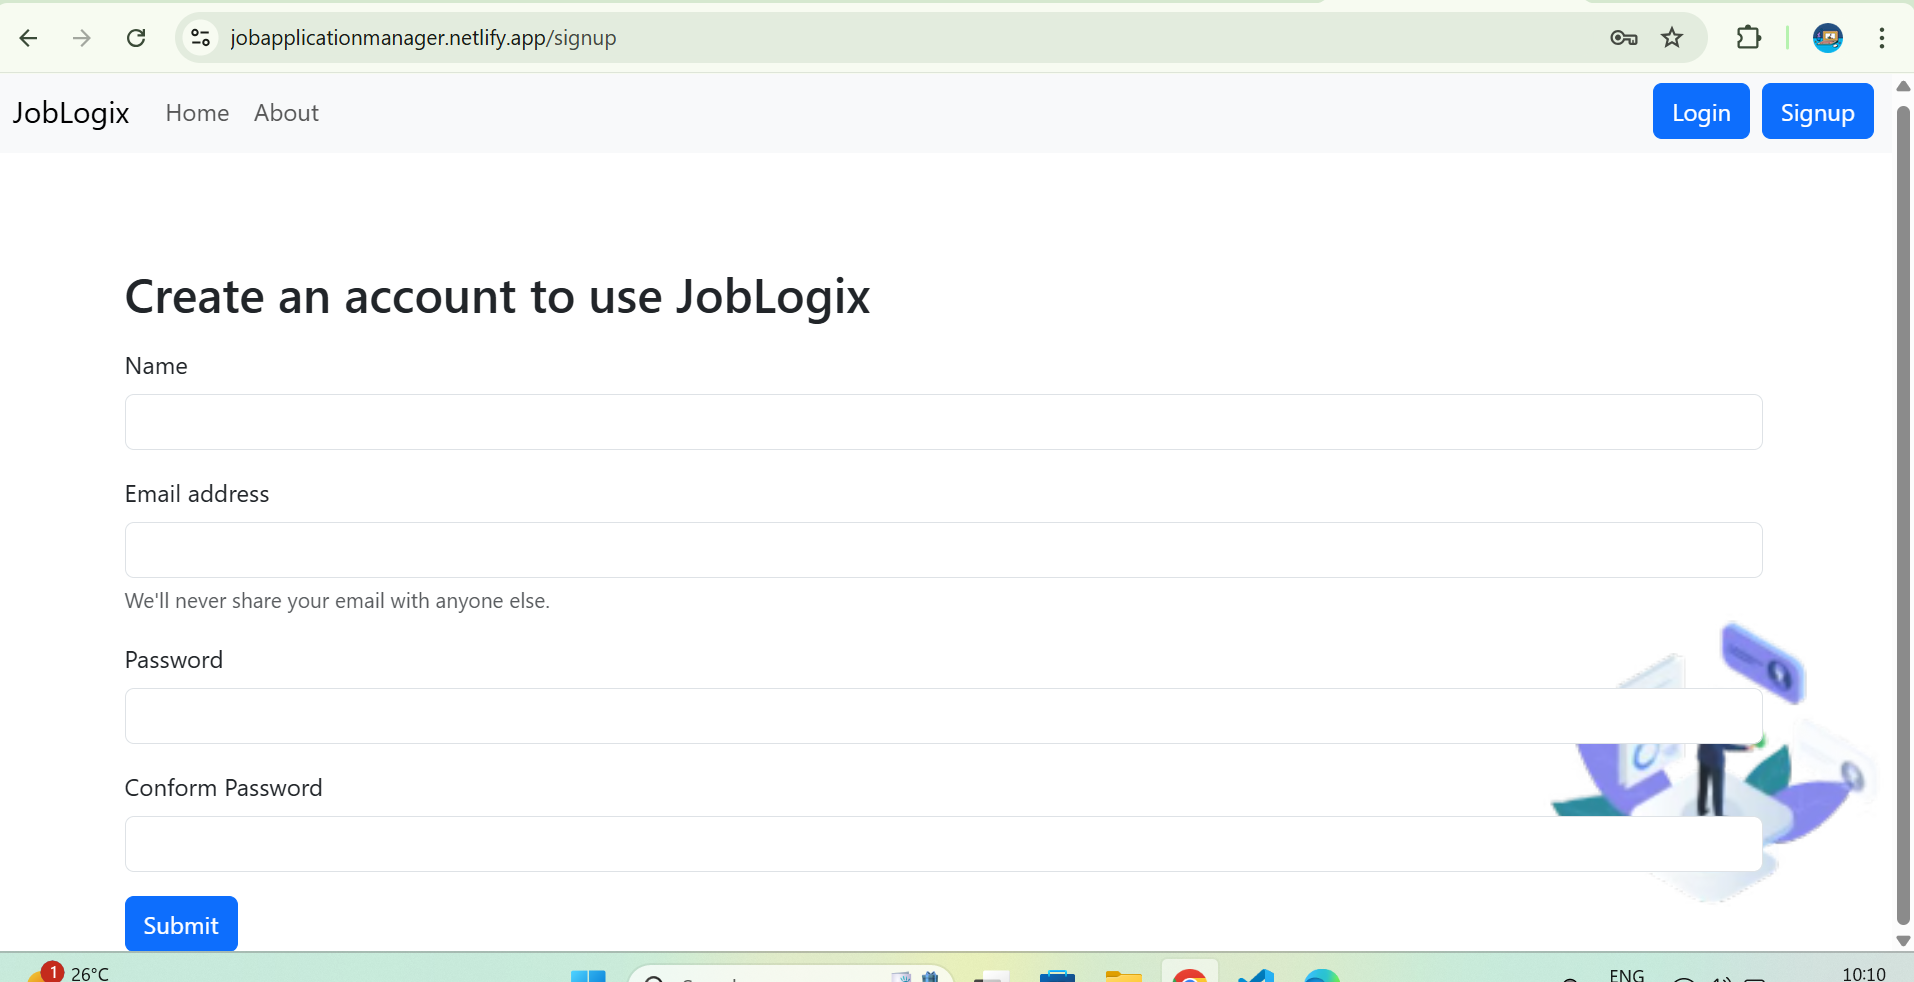 jobapplicationmanager.netlify.app/signup
JobLogix Home About Login Signup
Create an account to use JobLogix
Name
Email address
We'll never share your email with anyone else.
Password
Conform Password
Submit
1 26°C ENG 10:10